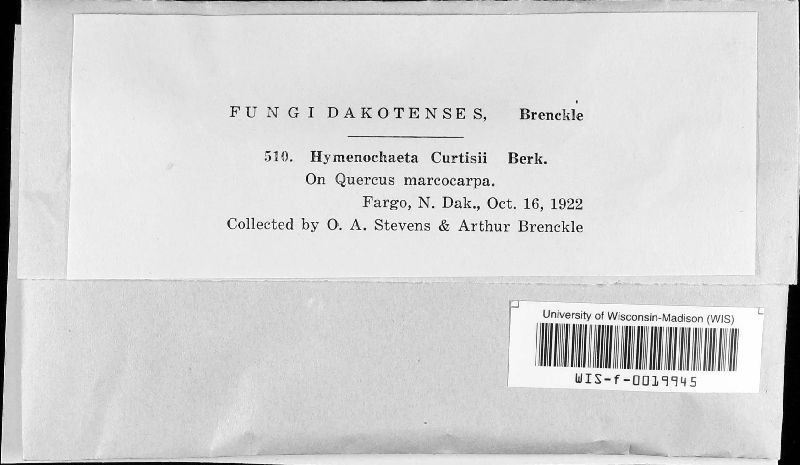 FUNGI DAKOTENSES, Brenckle
510. Hymenochaeta Curtisii Berk.
On Quercus marcocarpa.
Fargo, N. Dak., Oct. 16, 1922
Collected by O. A. Stevens & Arthur Brenckle
University of Wisconsin-Madison (WIS)
WIS-f-0019945